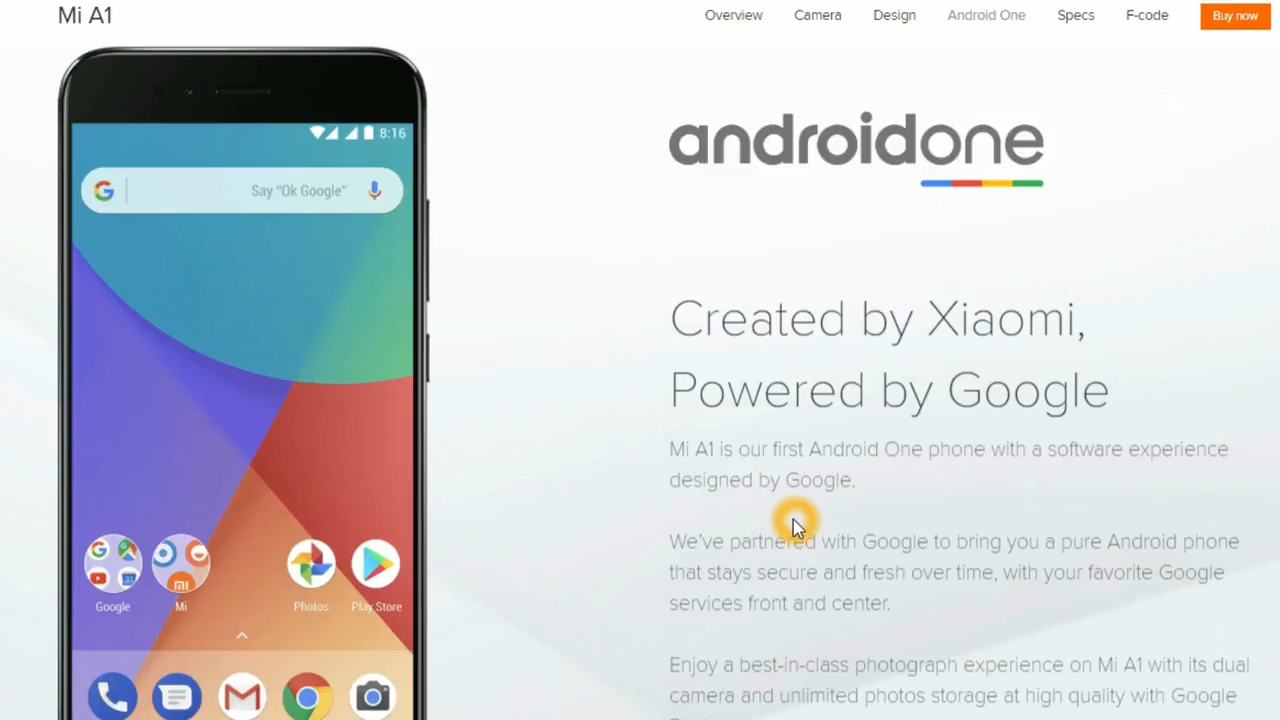 Mi A1
Overview
Camera
Design
Android One
Specs
F-code
Buy now
8:16
Say "Ok Google"
Google
Mi
Photos
Play Store
androidone
Created by Xiaomi,
Powered by Google
Mi A1 is our first Android One phone with a software experience
designed by Google.
We've partnered with Google to bring you a pure Android phone
that stays secure and fresh over time, with your favorite Google
services front and center.
Enjoy a best-in-class photograph experience on Mi A1 with its dual
camera and unlimited photos storage at high quality with Google